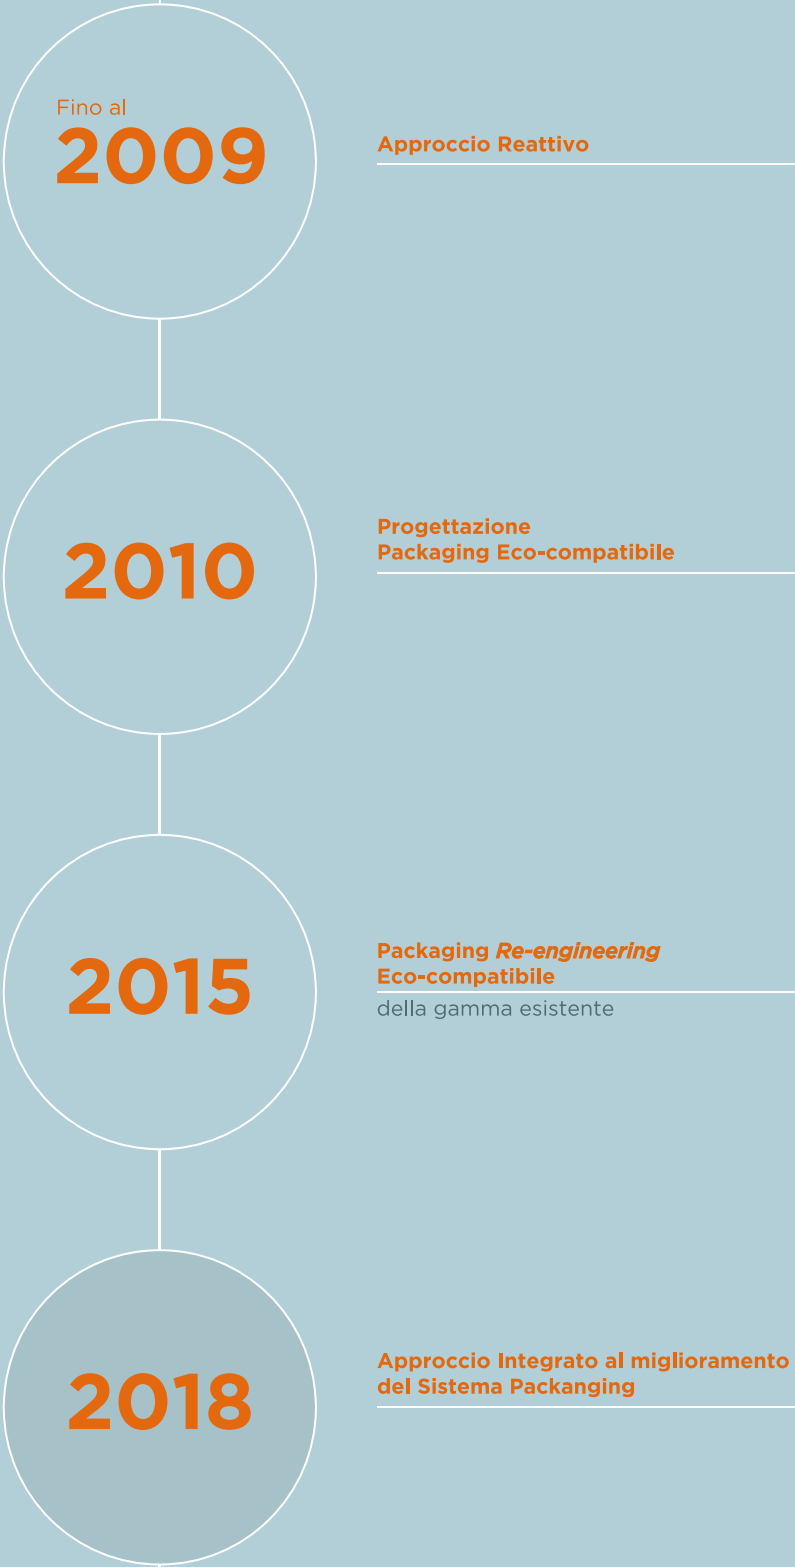 Fino al
2009
Approccio Reattivo
2010
Progettazione
Packaging Eco-compatibile
2015
Packaging Re-engineering
Eco-compatibile
della gamma esistente
2018
Approccio Integrato al miglioramento
del Sistema Packanging